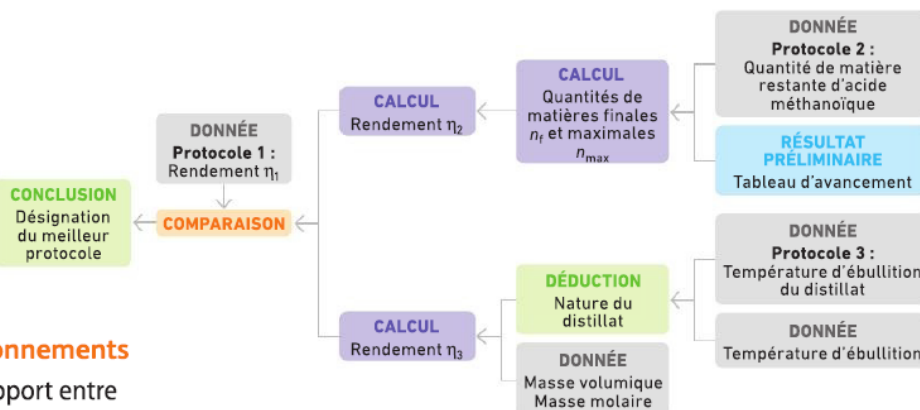 DONNÉE
Protocole 2 :
Quantité de matière
restante d'acide
méthanoïque
CALCUL
Quantités de
matières finales
nf et maximales
nmax
CALCUL
Rendement η2
RÉSULTAT
PRÉLIMINAIRE
Tableau d'avancement
DONNÉE
Protocole 1 :
Rendement η1
CONCLUSION
Désignation
du meilleur
protocole
COMPARAISON
DONNÉE
Protocole 3 :
Température d'ébullition
du distillat
DÉDUCTION
Nature du
distillat
CALCUL
Rendement η3
DONNÉE
Température d'ébullition
DONNÉE
Masse volumique
Masse molaire
onnements
port entre